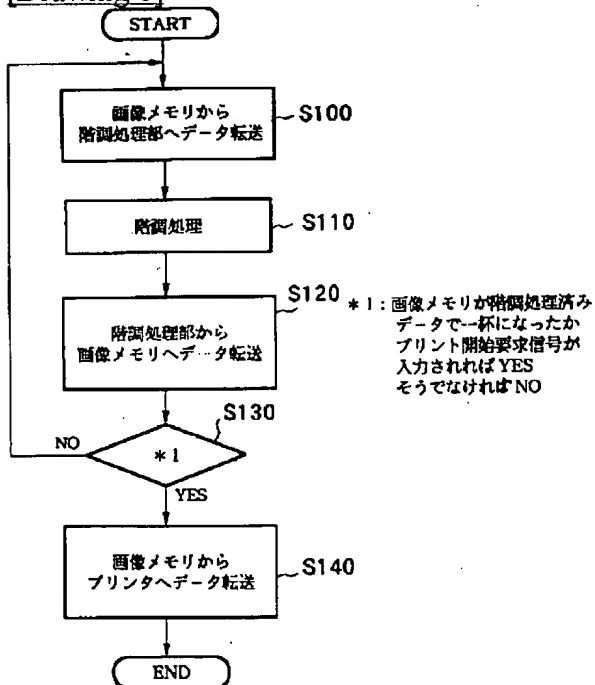 START
画像メモリから
階調処理部へデータ転送
S100
階調処理
S110
S120
階調処理部から
画像メモリヘデータ転送
*1:画像メモリが階調処理済み
データで一杯になったか
プリント開始要求信号が
入力されればYES
そうでなければNO
S130
NO
*1
YES
画像メモリから
プリンタヘデータ転送
S140
END